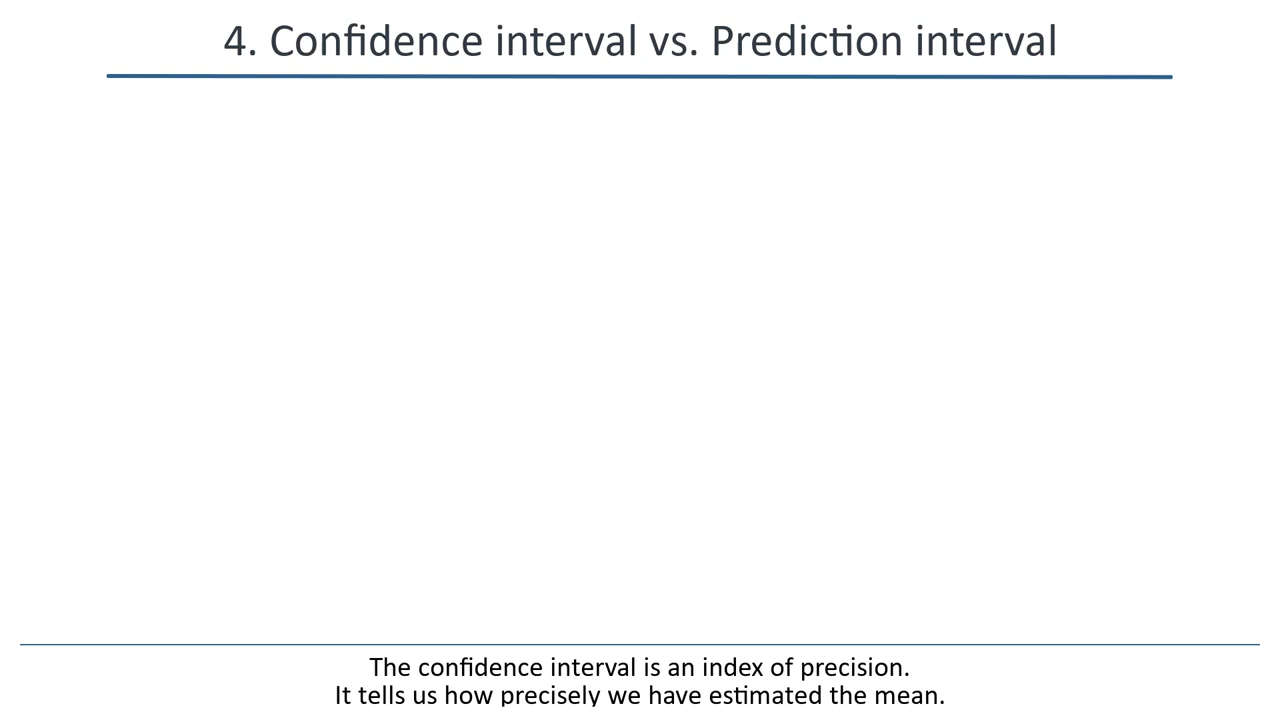 4. Confidence interval vs. Prediction interval
The confidence interval is an index of precision.
It tells us how precisely we have estimated the mean.